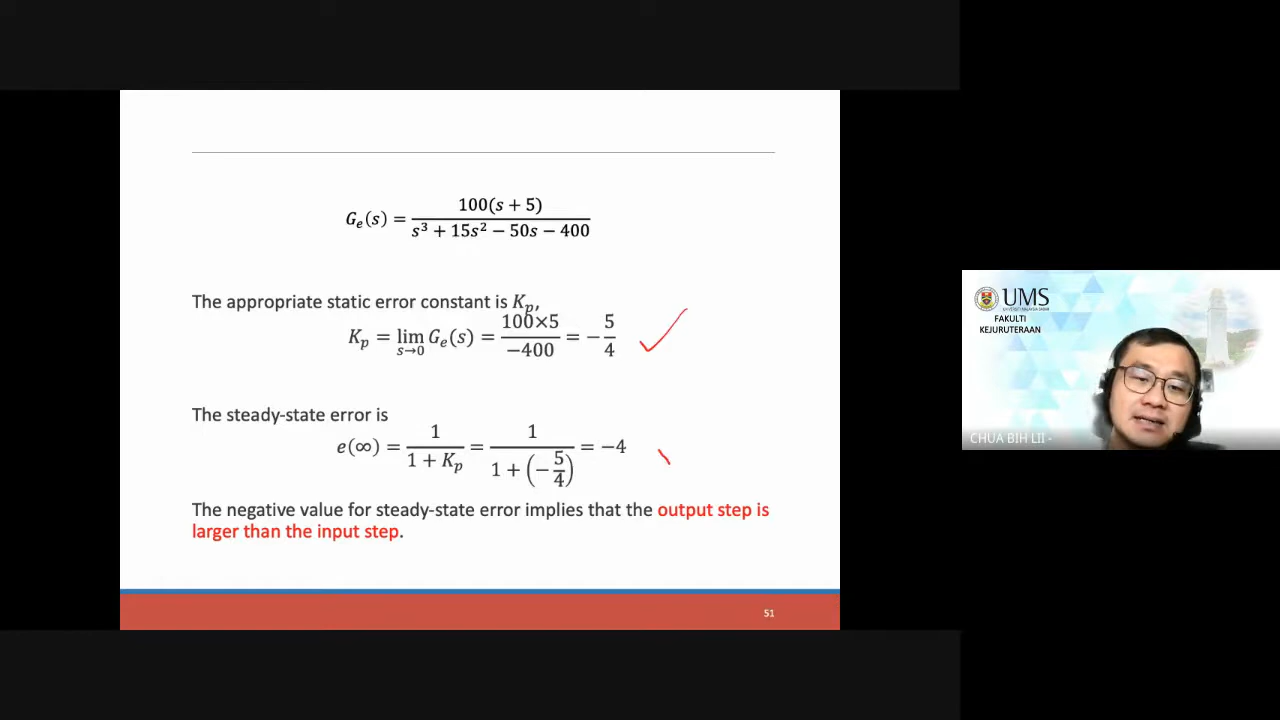 G_e(s) = 100(s + 5) / s³ + 15s² − 50s − 400
The appropriate static error constant is K_p,
K_p = lim_{s→0} G_e(s) = 100×5 / −400 = − 5/4
The steady-state error is
e(∞) = 1 / 1 + K_p = 1 / 1 + (− 5/4) = −4
The negative value for steady-state error implies that the output step is
larger than the input step.
51
UMS
FAKULTI
KEJURUTERAAN
CHUA BIH LII -